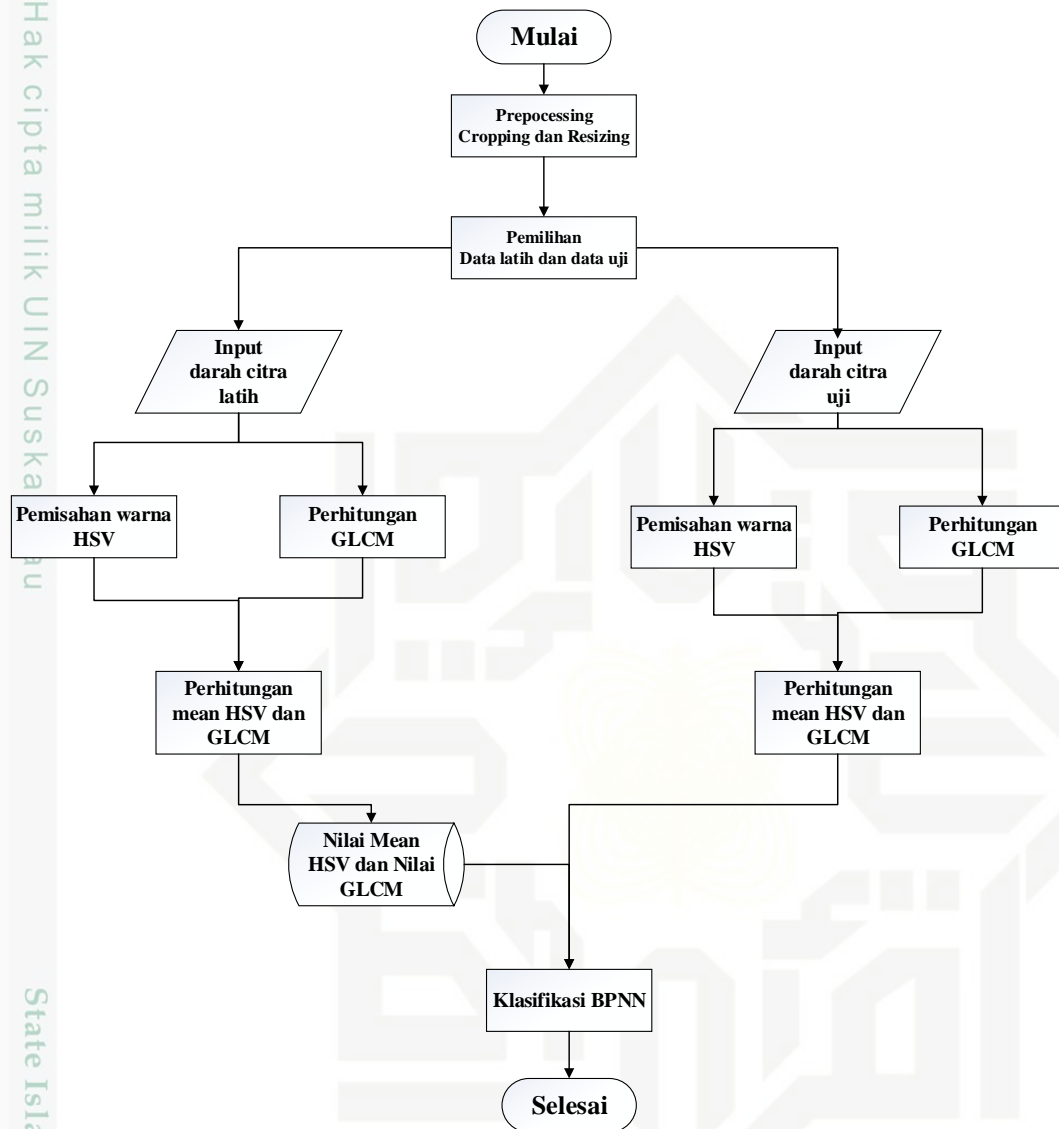 Hak cipta milik UIN Suska
au
State Isla
Mulai
Prepocessing
Cropping dan Resizing
Pemilihan
Data latih dan data uji
Input
darah citra
latih
Input
darah citra
uji
Pemisahan warna
HSV
Perhitungan
GLCM
Pemisahan warna
HSV
Perhitungan
GLCM
Perhitungan
mean HSV dan
GLCM
Perhitungan
mean HSV dan
GLCM
Nilai Mean
HSV dan Nilai
GLCM
Klasifikasi BPNN
Selesai